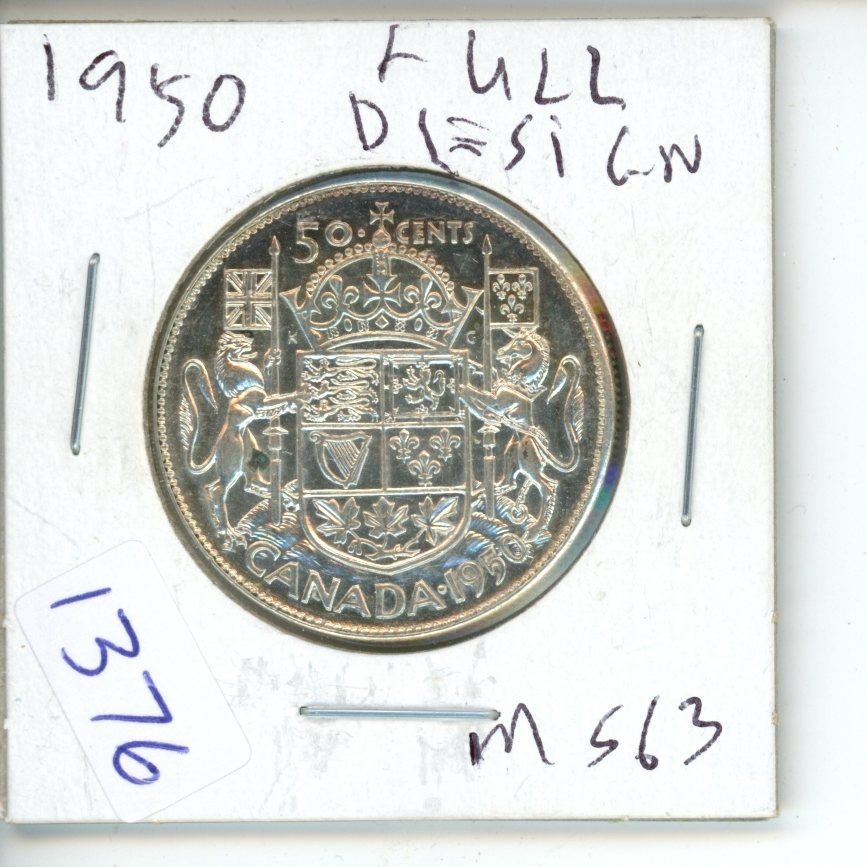 1950 FULL
DESIGN
50 · CENTS
K G
CANADA · 1950
1376
MS63